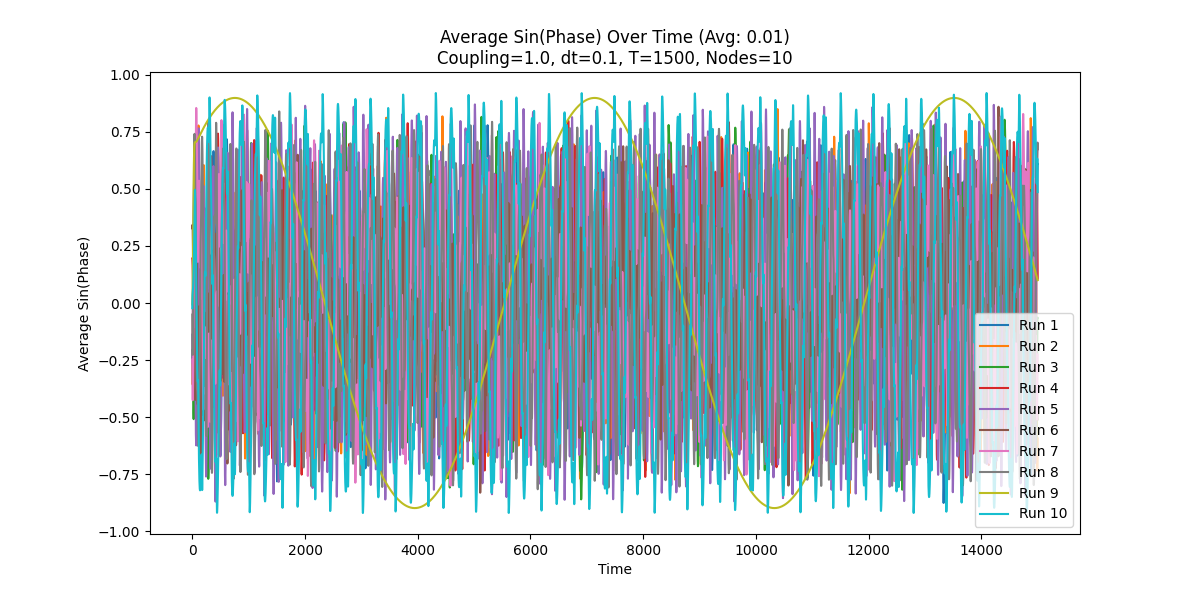 Average Sin(Phase) Over Time (Avg: 0.01)
Coupling=1.0, dt=0.1, T=1500, Nodes=10
Average Sin(Phase)
1.00
0.75
0.50
0.25
0.00
−0.25
−0.50
−0.75
−1.00
Run 1
Run 2
Run 3
Run 4
Run 5
Run 6
Run 7
Run 8
Run 9
Run 10
0 2000 4000 6000 8000 10000 12000 14000
Time